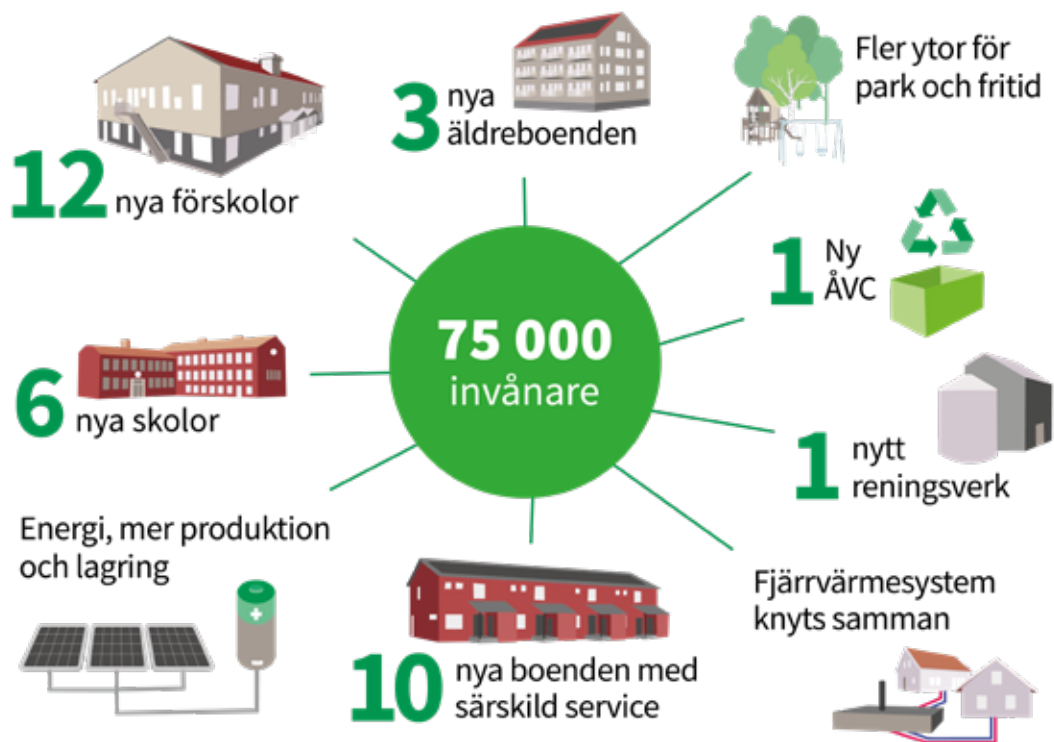 12 nya förskolor
3 nya
äldreboenden
Fler ytor för
park och fritid
1 Ny
ÅVC
75 000
invånare
6 nya skolor
1 nytt
reningsverk
Energi, mer produktion
och lagring
10 nya boenden med
särskild service
Fjärrvärmesystem
knyts samman